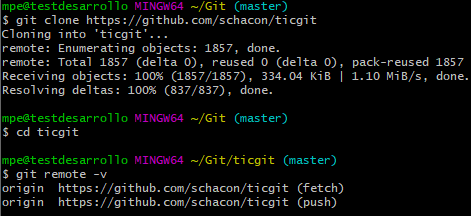 mpe@testdesarrollo MINGW64 ~/Git (master)
$ git clone https://github.com/schacon/ticgit
Cloning into 'ticgit'...
remote: Enumerating objects: 1857, done.
remote: Total 1857 (delta 0), reused 0 (delta 0), pack-reused 1857
Receiving objects: 100% (1857/1857), 334.04 KiB | 1.10 MiB/s, done.
Resolving deltas: 100% (837/837), done.
mpe@testdesarrollo MINGW64 ~/Git (master)
$ cd ticgit
mpe@testdesarrollo MINGW64 ~/Git/ticgit (master)
$ git remote -v
origin  https://github.com/schacon/ticgit (fetch)
origin  https://github.com/schacon/ticgit (push)